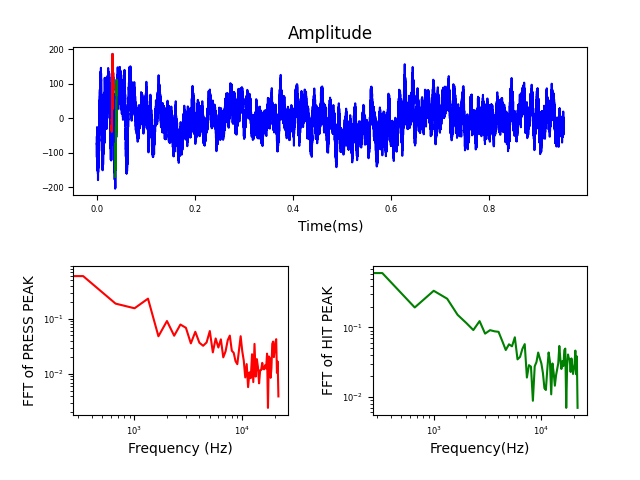 Amplitude
200
100
0
−100
−200
0.0 0.2 0.4 0.6 0.8
Time(ms)
FFT of PRESS PEAK
10⁻¹
10⁻²
10³ 10⁴
Frequency (Hz)
FFT of HIT PEAK
10⁻¹
10⁻²
10³ 10⁴
Frequency(Hz)